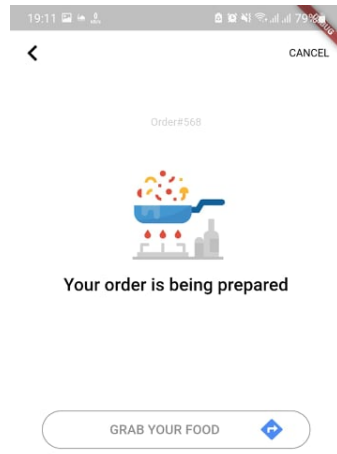 19:11 79%
CANCEL
Order#568
Your order is being prepared
GRAB YOUR FOOD